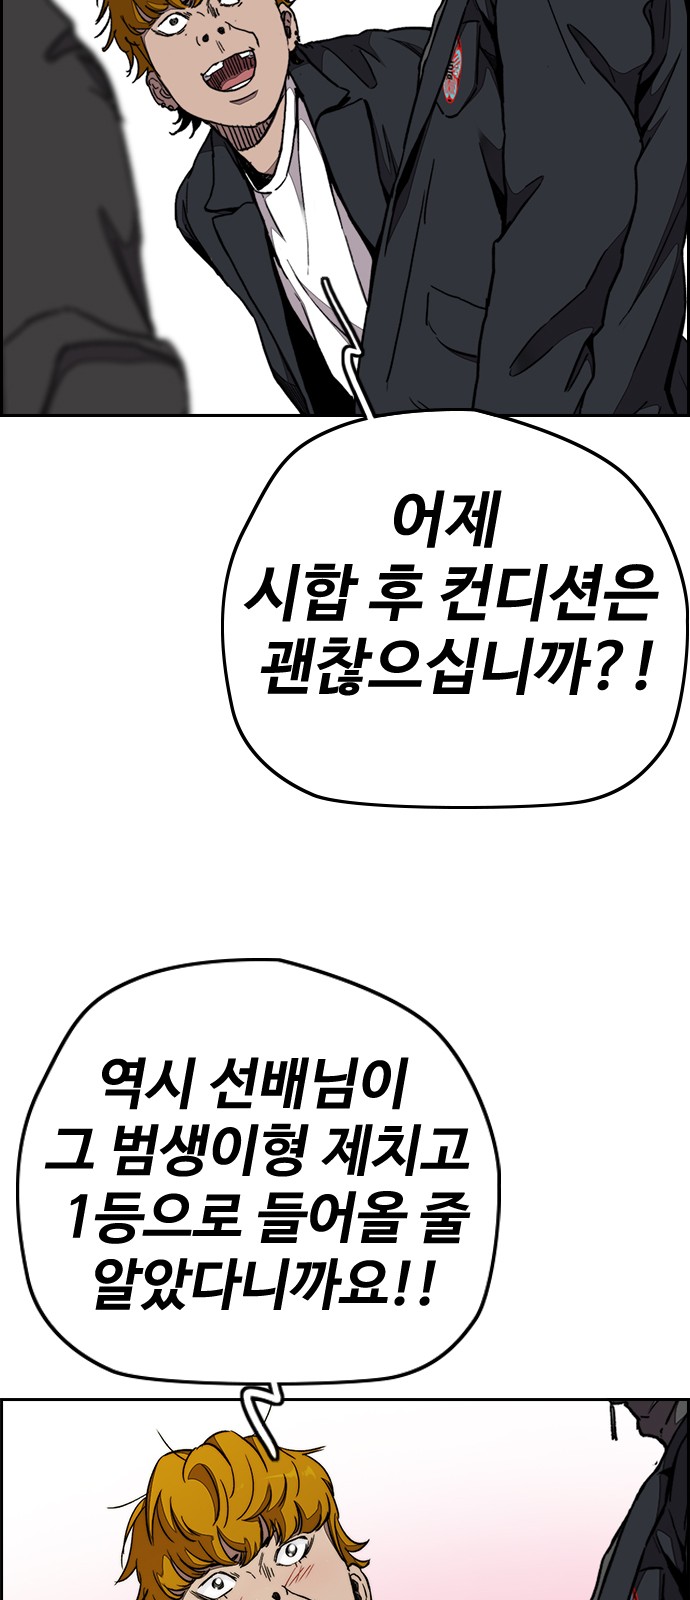 어제
시합 후 컨디션은
괜찮으십니까?!
역시 선배님이
그 범생이형 제치고
1등으로 들어올 줄
알았다니까요!!